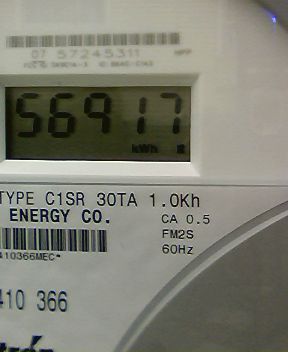 07 57245311
56917
kWh
TYPE C1SR 30TA 1.0Kh
ENERGY CO.
CA 0.5
FM2S
60Hz
410366MEC*
410 366